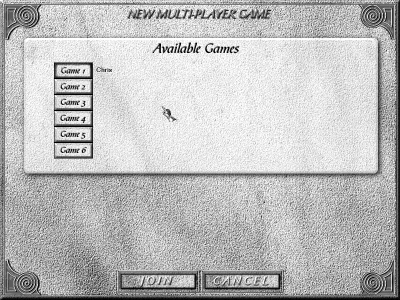 NEW MULTI-PLAYER GAME
Available Games
Game 1 Chris
Game 2
Game 3
Game 4
Game 5
Game 6
JOIN CANCEL